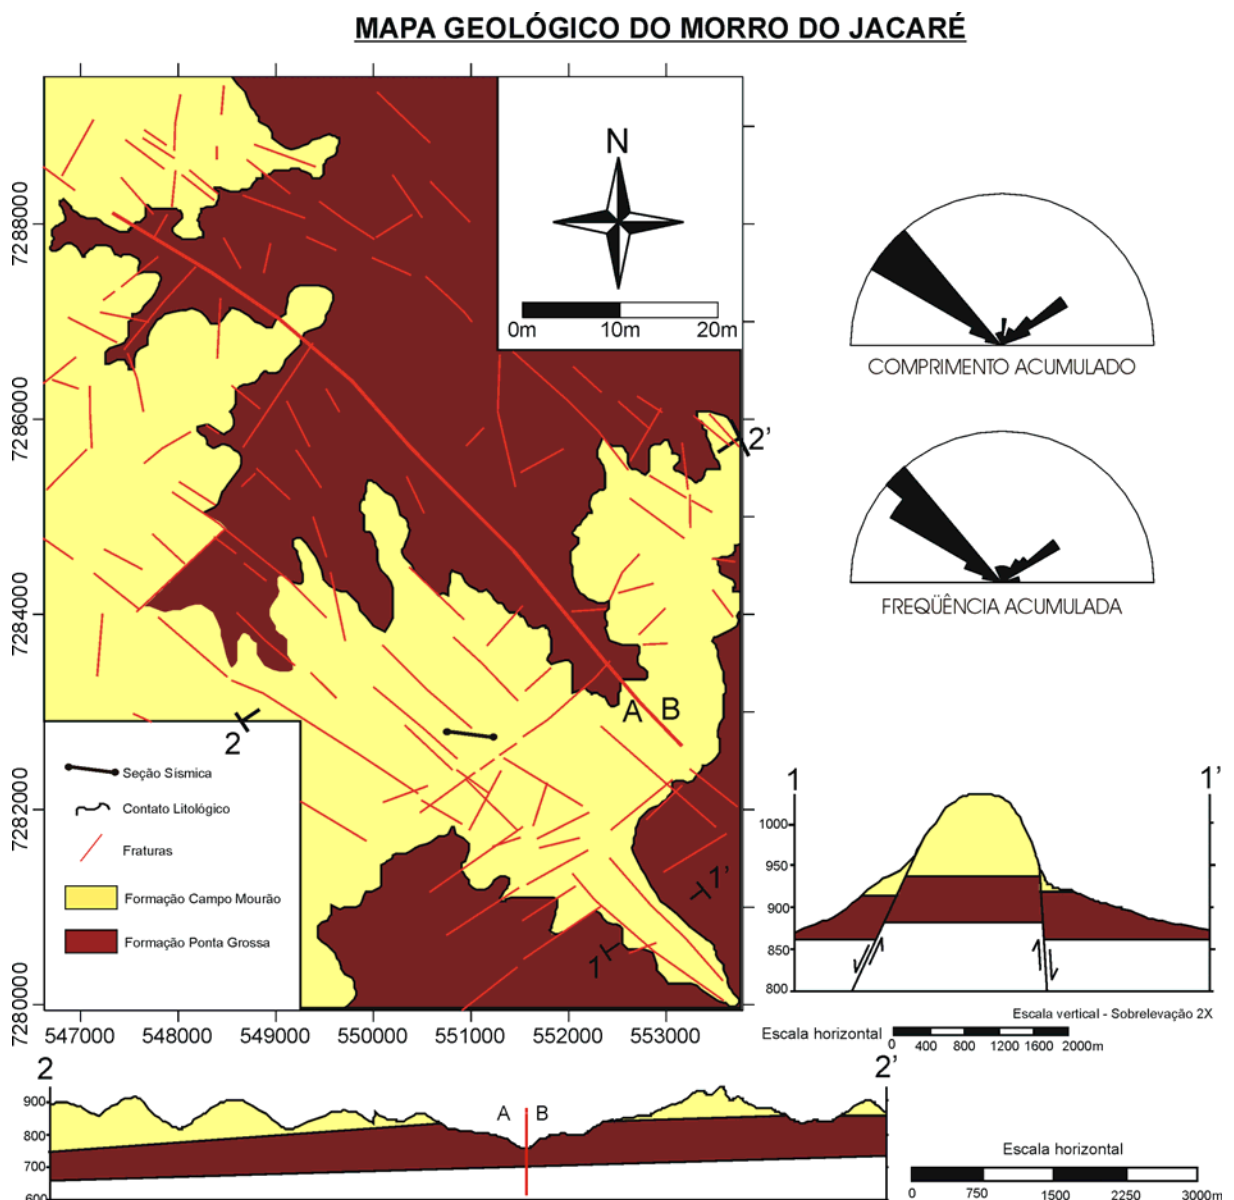 MAPA GEOLÓGICO DO MORRO DO JACARÉ
N
0m 10m 20m
7288000
7286000
7284000
7282000
7280000
2'
A B
2
1'
1
Seção Sísmica
Contato Litológico
Fraturas
Formação Campo Mourão
Formação Ponta Grossa
547000 548000 549000 550000 551000 552000 553000
COMPRIMENTO ACUMULADO
FREQÜÊNCIA ACUMULADA
1 1'
1000
950
900
850
800
Escala vertical - Sobrelevação 2X
Escala horizontal
0 400 800 1200 1600 2000m
2 2'
A B
900
800
700
600
Escala horizontal
0 750 1500 2250 3000m